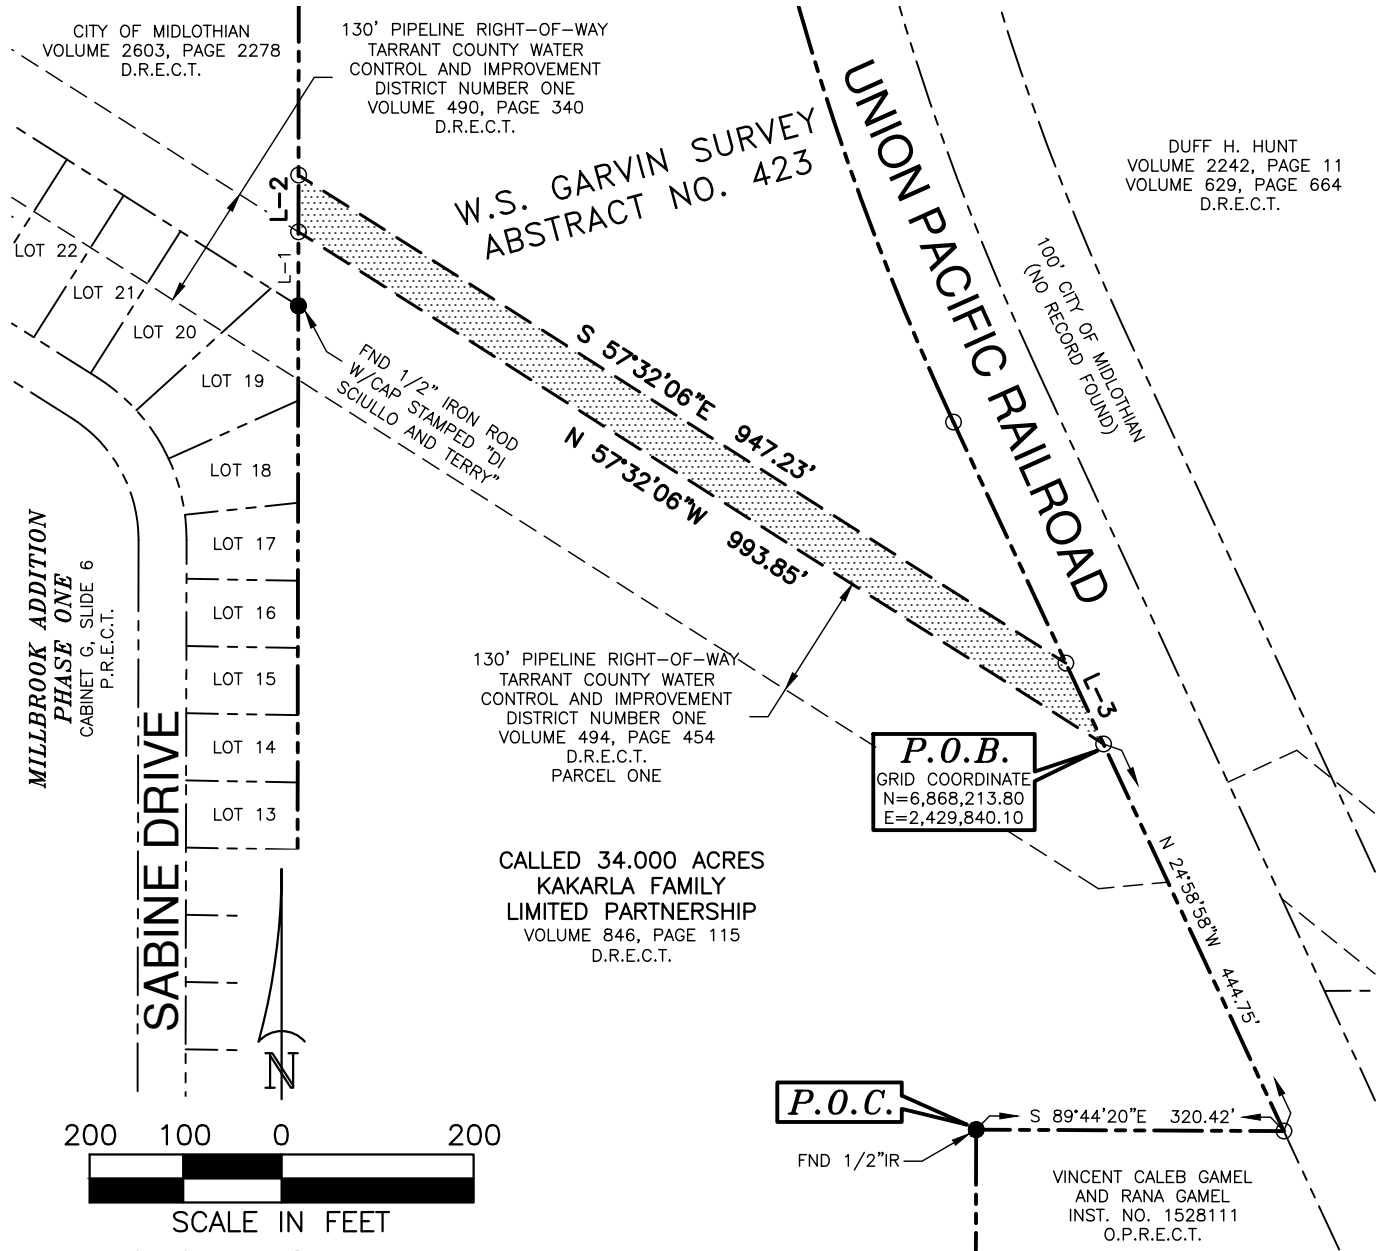 CITY OF MIDLOTHIAN
VOLUME 2603, PAGE 2278
D.R.E.C.T.
130' PIPELINE RIGHT-OF-WAY
TARRANT COUNTY WATER
CONTROL AND IMPROVEMENT
DISTRICT NUMBER ONE
VOLUME 490, PAGE 340
D.R.E.C.T.
W.S. GARVIN SURVEY
ABSTRACT NO. 423
UNION PACIFIC RAILROAD
DUFF H. HUNT
VOLUME 2242, PAGE 11
VOLUME 629, PAGE 664
D.R.E.C.T.
100' CITY OF MIDLOTHIAN
(NO RECORD FOUND)
L-2
L-1
LOT 22
LOT 21
LOT 20
LOT 19
LOT 18
LOT 17
LOT 16
LOT 15
LOT 14
LOT 13
FND 1/2" IRON ROD
W/CAP STAMPED "DI
SCIULLO AND TERRY"
S 57°32'06"E 947.23'
N 57°32'06"W 993.85'
L-3
MILLBROOK ADDITION
PHASE ONE
CABINET G, SLIDE 6
P.R.E.C.T.
SABINE DRIVE
130' PIPELINE RIGHT-OF-WAY
TARRANT COUNTY WATER
CONTROL AND IMPROVEMENT
DISTRICT NUMBER ONE
VOLUME 494, PAGE 454
D.R.E.C.T.
PARCEL ONE
P.O.B.
GRID COORDINATE
N=6,868,213.80
E=2,429,840.10
CALLED 34.000 ACRES
KAKARLA FAMILY
LIMITED PARTNERSHIP
VOLUME 846, PAGE 115
D.R.E.C.T.
N 24°58'58"W 444.75'
N
P.O.C.
S 89°44'20"E 320.42'
FND 1/2"IR
VINCENT CALEB GAMEL
AND RANA GAMEL
INST. NO. 1528111
O.P.R.E.C.T.
200 100 0 200
SCALE IN FEET